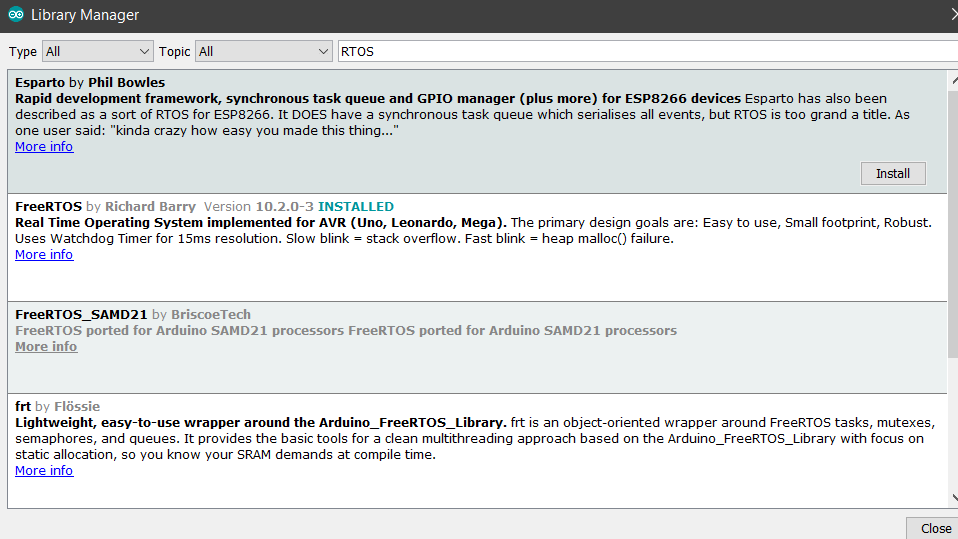 Library Manager
Type All Topic All RTOS
Esparto by Phil Bowles
Rapid development framework, synchronous task queue and GPIO manager (plus more) for ESP8266 devices Esparto has also been
described as a sort of RTOS for ESP8266. It DOES have a synchronous task queue which serialises all events, but RTOS is too grand a title. As
one user said: "kinda crazy how easy you made this thing..."
More info
Install
FreeRTOS by Richard Barry Version 10.2.0-3 INSTALLED
Real Time Operating System implemented for AVR (Uno, Leonardo, Mega). The primary design goals are: Easy to use, Small footprint, Robust.
Uses Watchdog Timer for 15ms resolution. Slow blink = stack overflow. Fast blink = heap malloc() failure.
More info
FreeRTOS_SAMD21 by BriscoeTech
FreeRTOS ported for Arduino SAMD21 processors FreeRTOS ported for Arduino SAMD21 processors
More info
frt by Flössie
Lightweight, easy-to-use wrapper around the Arduino_FreeRTOS_Library. frt is an object-oriented wrapper around FreeRTOS tasks, mutexes,
semaphores, and queues. It provides the basic tools for a clean multithreading approach based on the Arduino_FreeRTOS_Library with focus on
static allocation, so you know your SRAM demands at compile time.
More info
Close